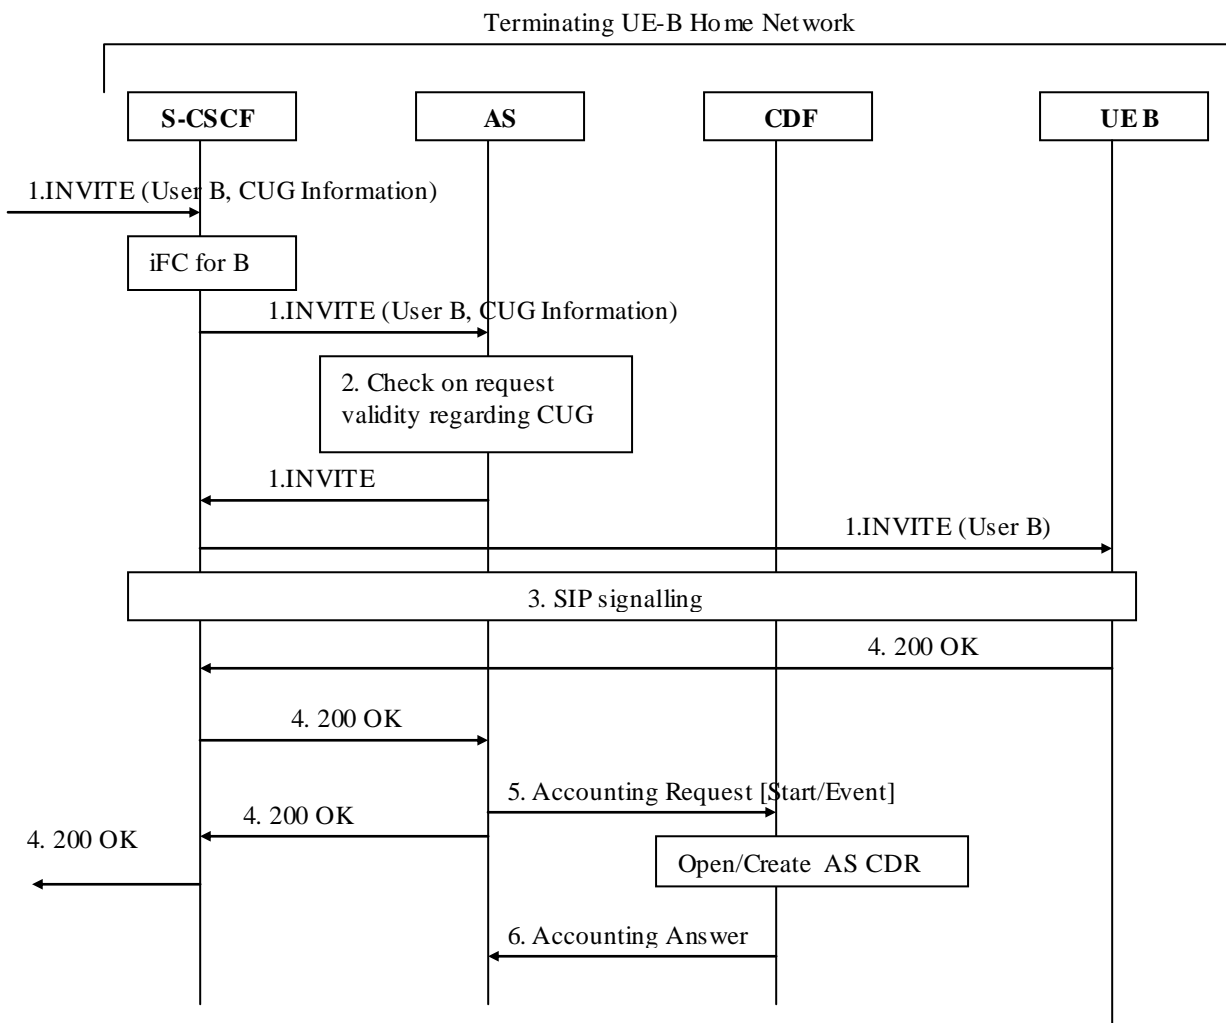 Terminating UE-B Home Network
S-CSCF
AS
CDF
UE B
1.INVITE (User B, CUG Information)
iFC for B
1.INVITE (User B, CUG Information)
2. Check on request
validity regarding CUG
1.INVITE
1.INVITE (User B)
3. SIP signalling
4. 200 OK
4. 200 OK
5. Accounting Request [Start/Event]
4. 200 OK
4. 200 OK
Open/Create AS CDR
6. Accounting Answer